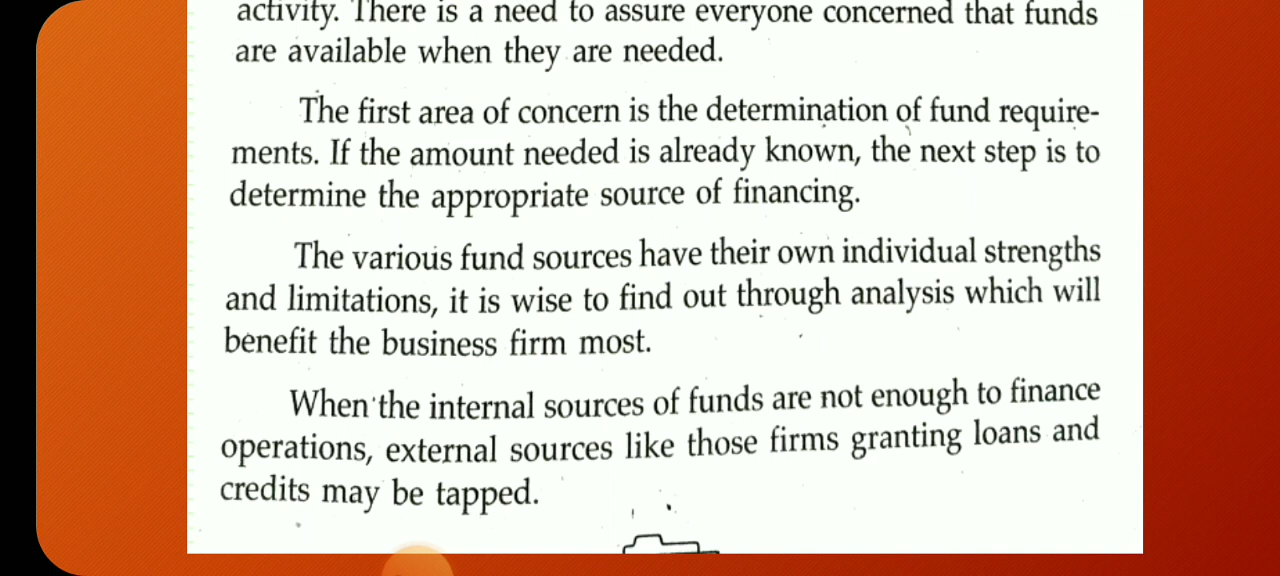 activity. There is a need to assure everyone concerned that funds
are available when they are needed.
The first area of concern is the determination of fund require-
ments. If the amount needed is already known, the next step is to
determine the appropriate source of financing.
The various fund sources have their own individual strengths
and limitations, it is wise to find out through analysis which will
benefit the business firm most.
When the internal sources of funds are not enough to finance
operations, external sources like those firms granting loans and
credits may be tapped.